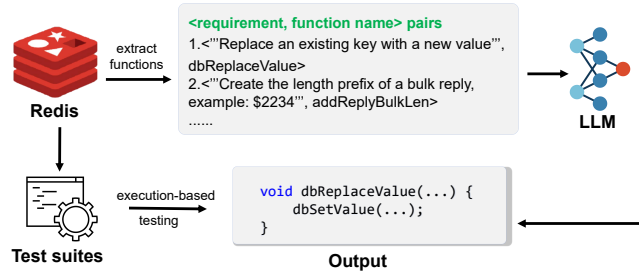 <requirement, function name> pairs
extract
functions
1.<'''Replace an existing key with a new value''',
dbReplaceValue>
2.<'''Create the length prefix of a bulk reply,
example: $2234''', addReplyBulkLen>
......
Redis
LLM
execution-based
testing
void dbReplaceValue(...) {
dbSetValue(...);
}
Test suites
Output